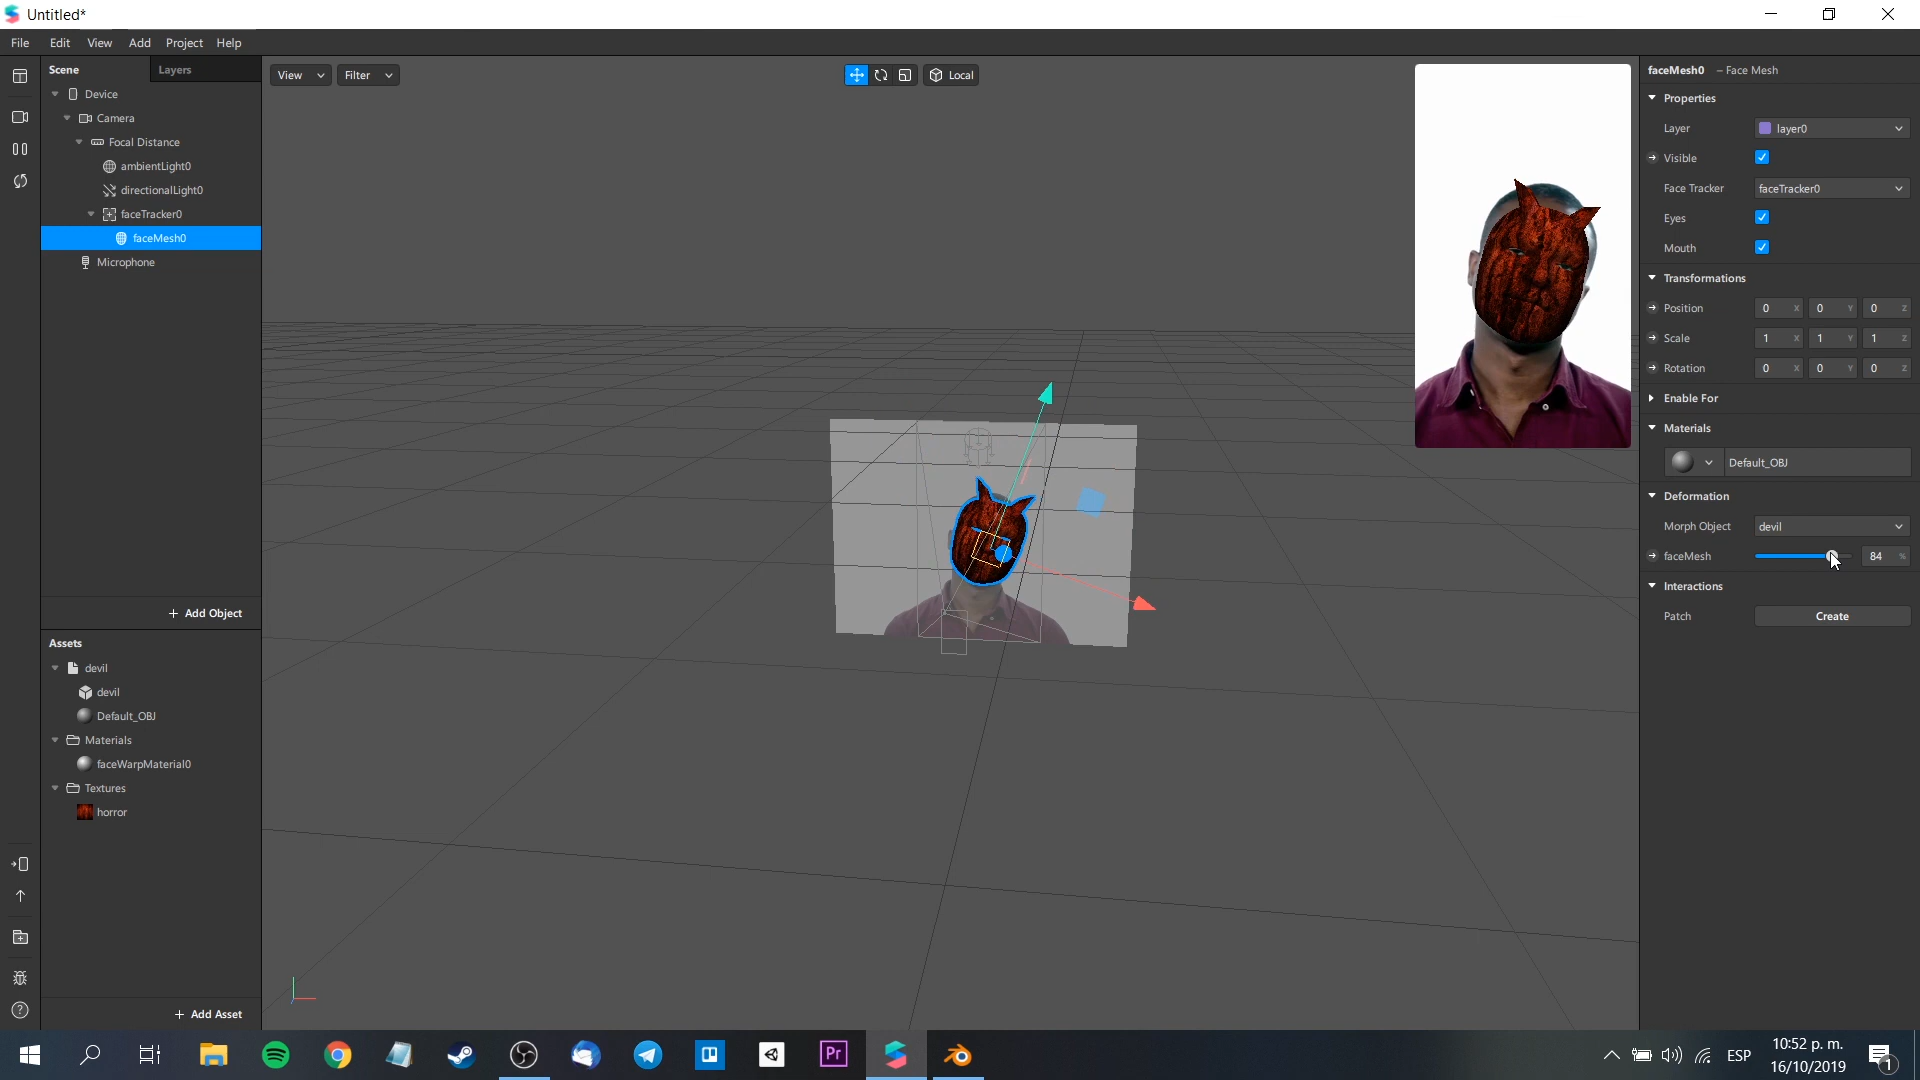 Untitled*
File Edit View Add Project Help
Scene
Layers
Device
Camera
Focal Distance
ambientLight0
directionalLight0
faceTracker0
faceMesh0
Microphone
+ Add Object
Assets
devil
devil
Default_OBJ
Materials
faceWarpMaterial0
Textures
horror
+ Add Asset
View
Filter
Local
faceMesh0 – Face Mesh
Properties
Layer layer0
Visible
Face Tracker faceTracker0
Eyes
Mouth
Transformations
Position 0 X 0 Y 0 Z
Scale 1 X 1 Y 1 Z
Rotation 0 X 0 Y 0 Z
Enable For
Materials
Default_OBJ
Deformation
Morph Object devil
faceMesh 84 %
Interactions
Patch Create
Pr
ESP
10:52 p. m.
16/10/2019
1